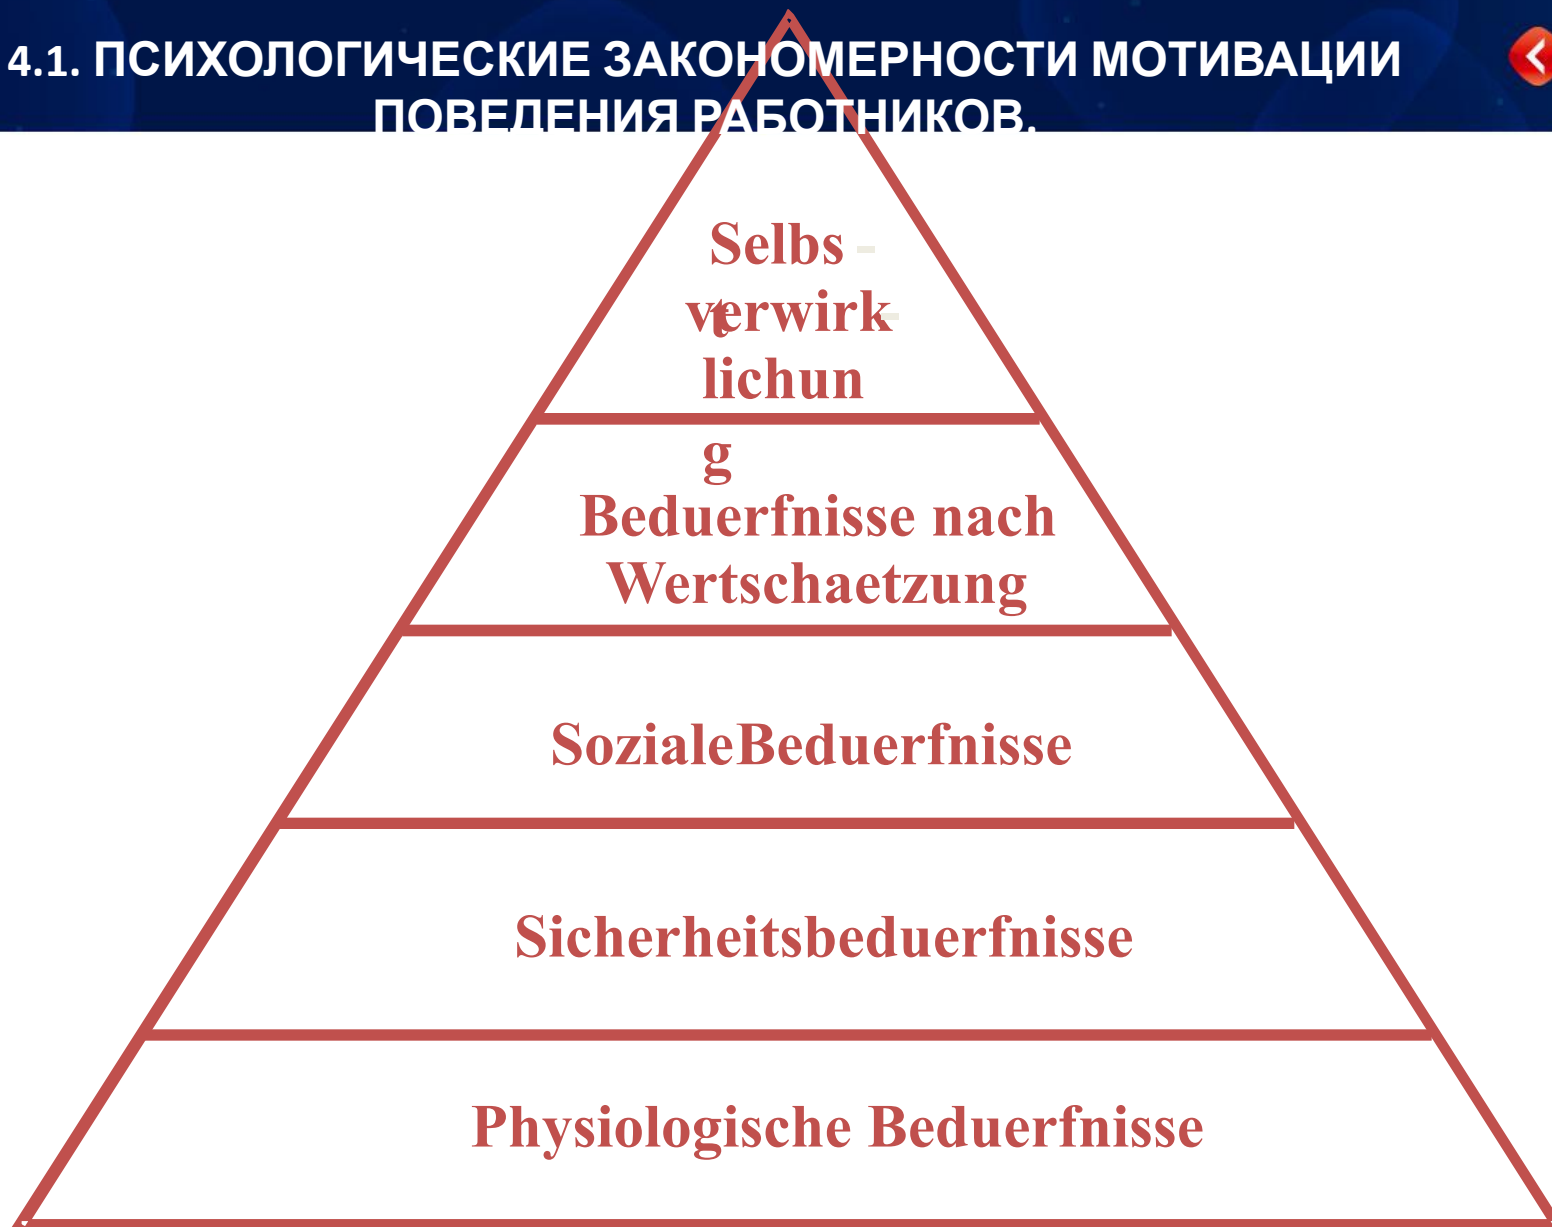 4.1. ПСИХОЛОГИЧЕСКИЕ ЗАКОНОМЕРНОСТИ МОТИВАЦИИ
ПОВЕДЕНИЯ РАБОТНИКОВ.
Selbs -
t
verwirk-
lichun
g
Beduerfnisse nach
Wertschaetzung
SozialeBeduerfnisse
Sicherheitsbeduerfnisse
Physiologische Beduerfnisse